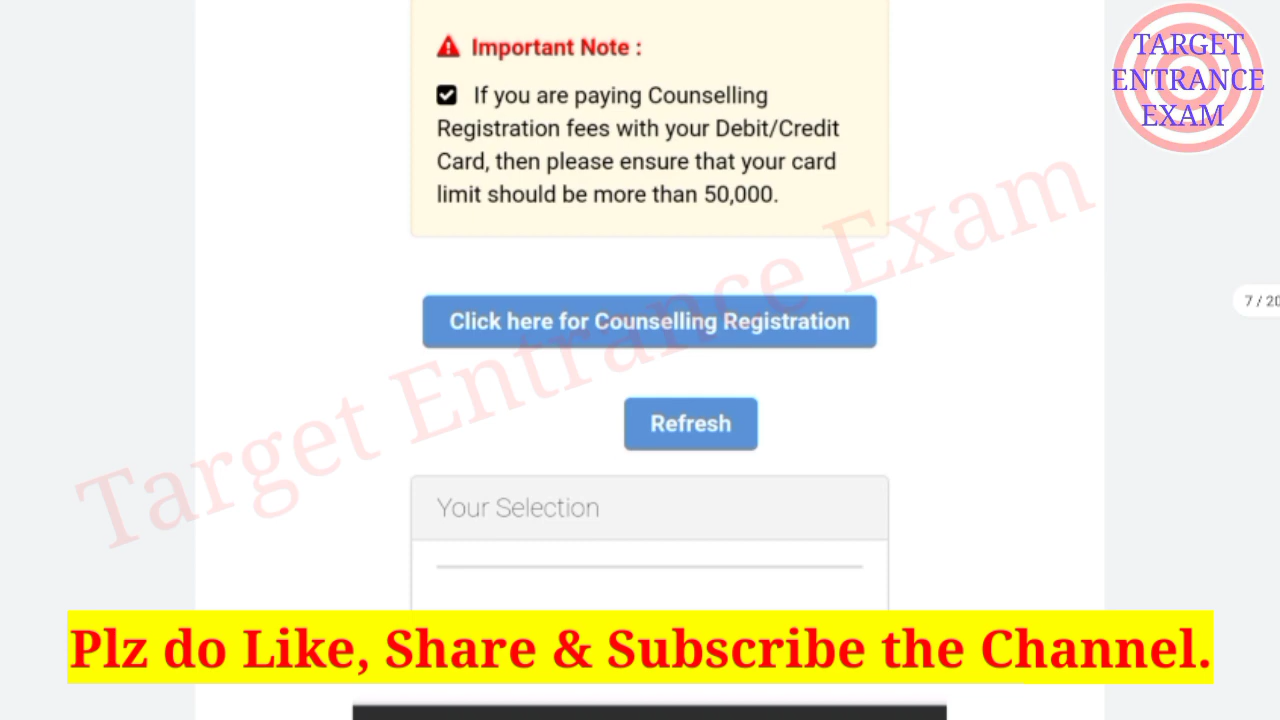 TARGET
ENTRANCE
EXAM
Important Note :
If you are paying Counselling
Registration fees with your Debit/Credit
Card, then please ensure that your card
limit should be more than 50,000.
Click here for Counselling Registration
7 / 20
Refresh
Target Entrance Exam
Your Selection
Plz do Like, Share & Subscribe the Channel.